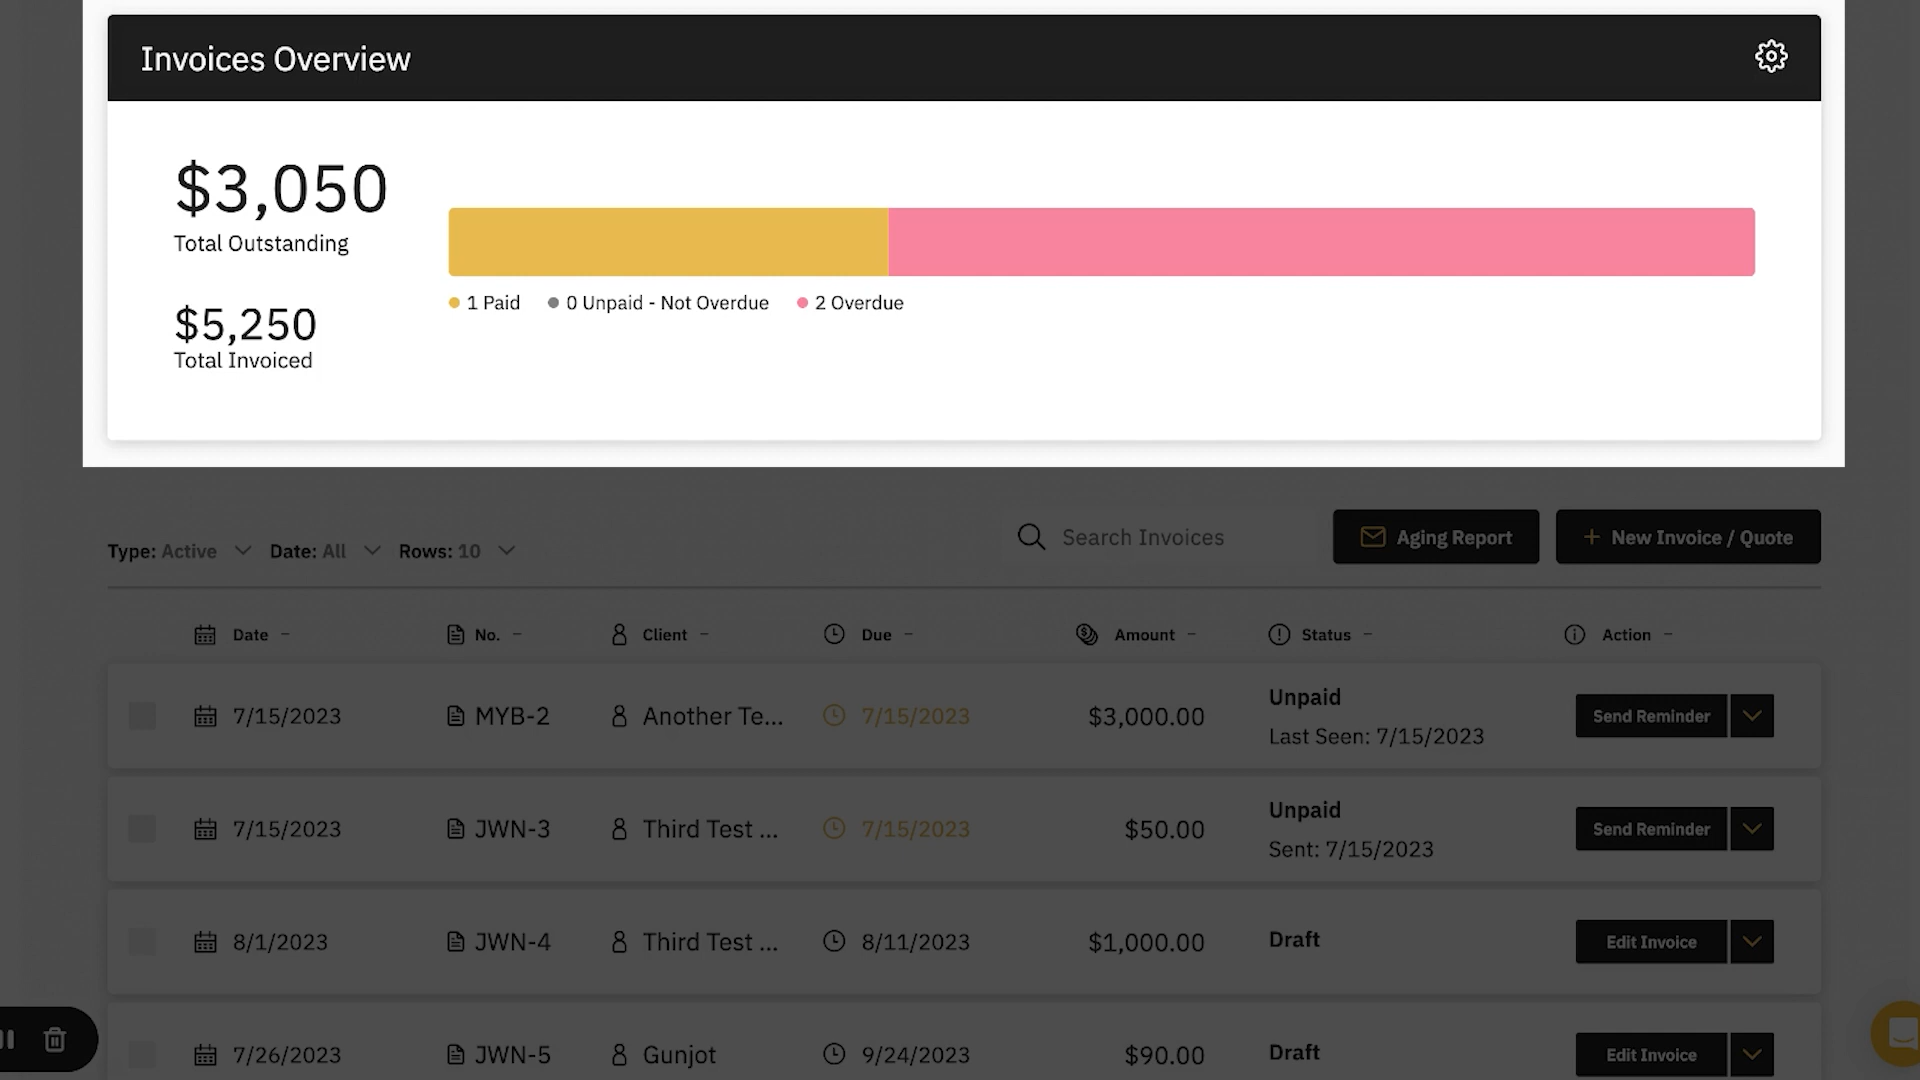 Invoices Overview
$3,050
Total Outstanding
$5,250
Total Invoiced
1 Paid 0 Unpaid - Not Overdue 2 Overdue
Type: Active Date: All Rows: 10 Search Invoices Aging Report + New Invoice / Quote
Date – No. – Client – Due – Amount – Status – Action –
7/15/2023 MYB-2 Another Te... 7/15/2023 $3,000.00 Unpaid Send Reminder
Last Seen: 7/15/2023
7/15/2023 JWN-3 Third Test ... 7/15/2023 $50.00 Unpaid Send Reminder
Sent: 7/15/2023
8/1/2023 JWN-4 Third Test ... 8/11/2023 $1,000.00 Draft Edit Invoice
7/26/2023 JWN-5 Gunjot 9/24/2023 $90.00 Draft Edit Invoice